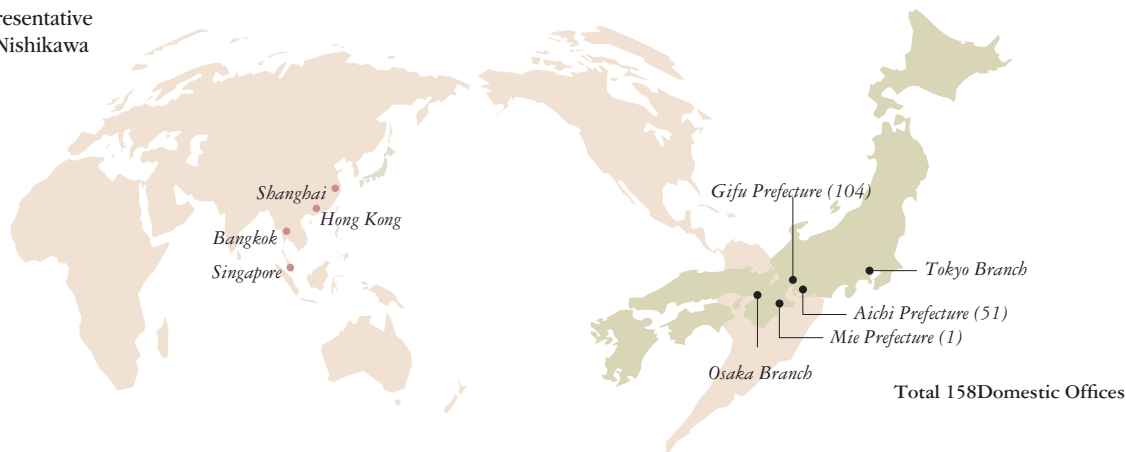 Nishikawa
Shanghai
Hong Kong
Bangkok
Singapore
Gifu Prefecture (104)
Tokyo Branch
Aichi Prefecture (51)
Mie Prefecture (1)
Osaka Branch
Total 158Domestic Offices